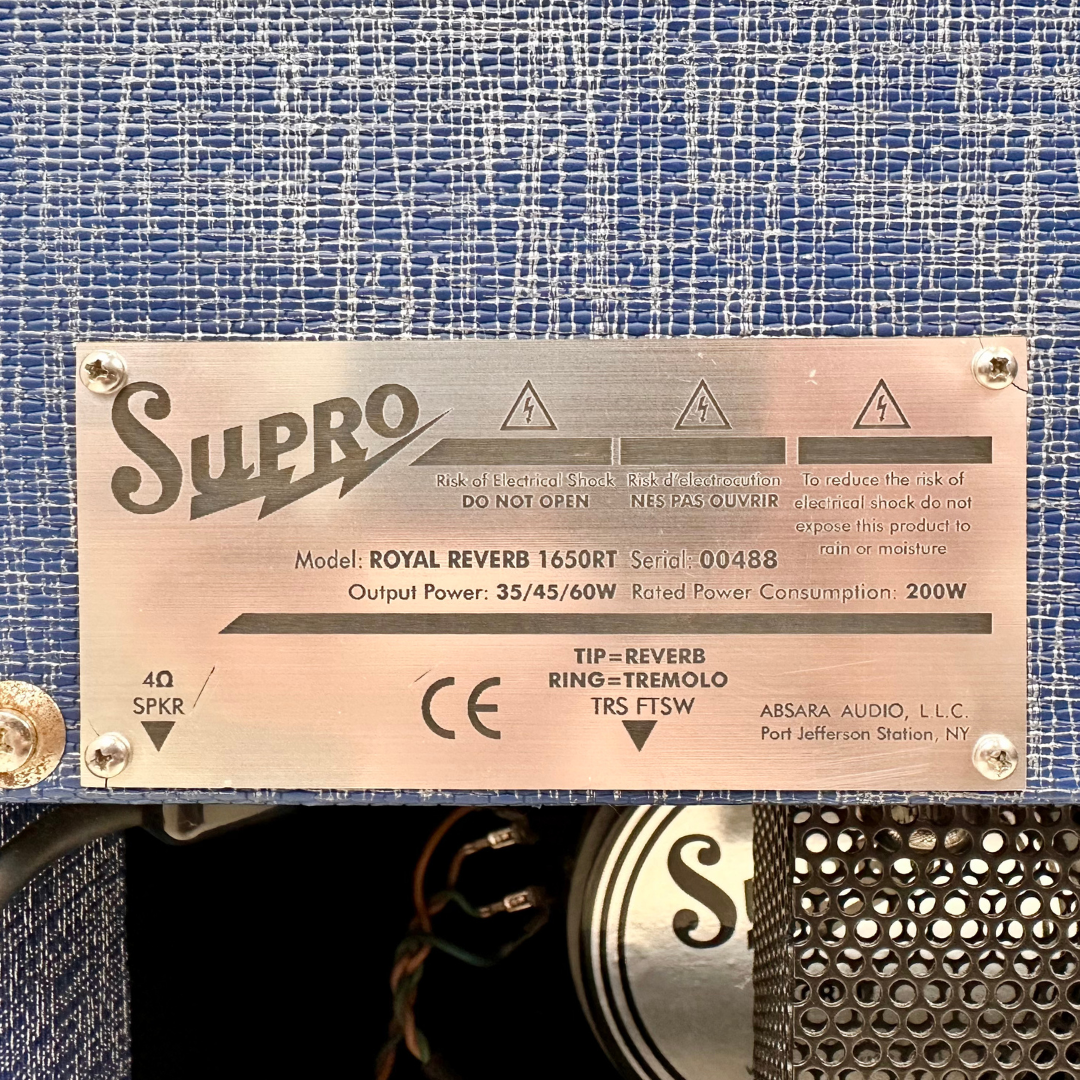 SUPRO
Risk of Electrical Shock
DO NOT OPEN
Risk d'electrocution
NES PAS OUVRIR
To reduce the risk of
electrical shock do not
expose this product to
rain or moisture
Model: ROYAL REVERB 1650RT Serial: 00488
Output Power: 35/45/60W Rated Power Consumption: 200W
4Ω
SPKR
CE
TIP=REVERB
RING=TREMOLO
TRS FTSW
ABSARA AUDIO, L.L.C.
Port Jefferson Station, NY
S